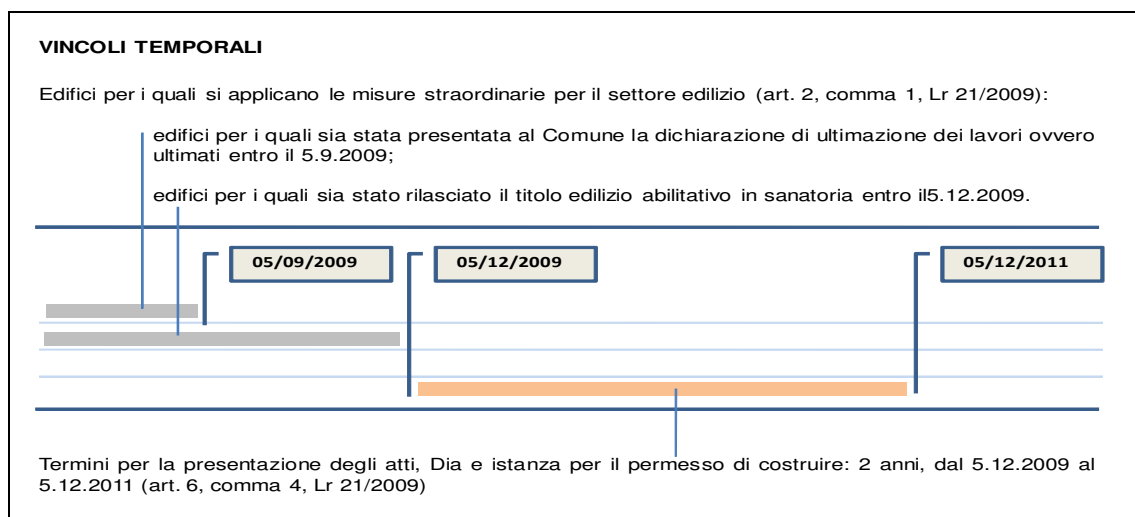 VINCOLI TEMPORALI
Edifici per i quali si applicano le misure straordinarie per il settore edilizio (art. 2, comma 1, Lr 21/2009):
edifici per i quali sia stata presentata al Comune la dichiarazione di ultimazione dei lavori ovvero
ultimati entro il 5.9.2009;
edifici per i quali sia stato rilasciato il titolo edilizio abilitativo in sanatoria entro il5.12.2009.
05/09/2009 05/12/2009 05/12/2011
Termini per la presentazione degli atti, Dia e istanza per il permesso di costruire: 2 anni, dal 5.12.2009 al
5.12.2011 (art. 6, comma 4, Lr 21/2009)